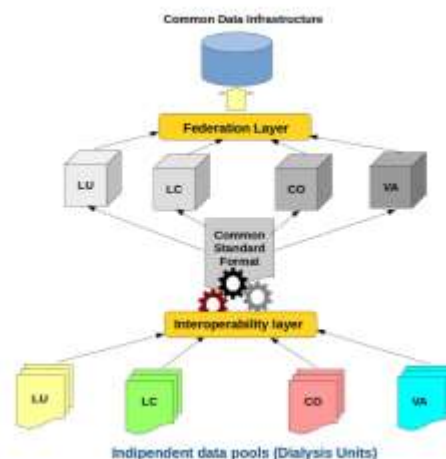 Common Data Infrastructure
Federation Layer
LU
LC
CO
VA
Common
Standard
Format
Interoperability layer
LU
LC
CO
VA
Indipendent data pools (Dialysis Units)